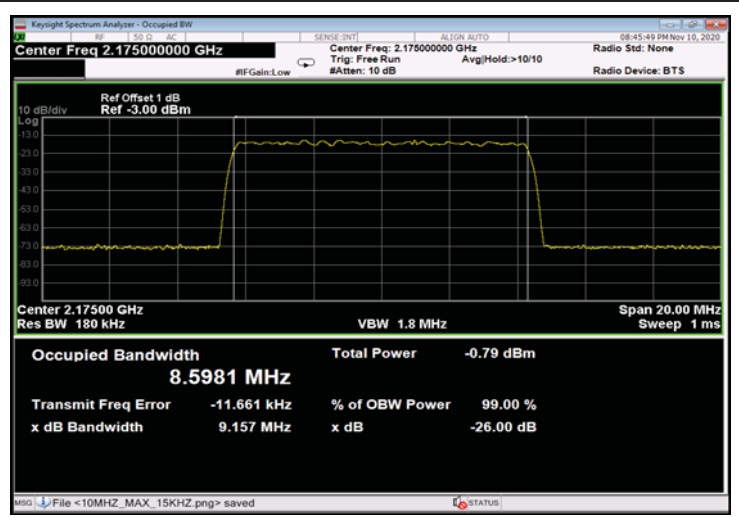 Keysight Spectrum Analyzer - Occupied BW
RF 50 Ω AC SENSE:INT ALIGN AUTO 08:45:49 PM Nov 10, 2020
Center Freq 2.175000000 GHz Center Freq: 2.175000000 GHz Radio Std: None
Trig: Free Run Avg|Hold:>10/10
#IFGain:Low #Atten: 10 dB Radio Device: BTS
Ref Offset 1 dB
10 dB/div Ref -3.00 dBm
Log
-13.0
-23.0
-33.0
-43.0
-53.0
-63.0
-73.0
-83.0
-93.0
Center 2.17500 GHz Span 20.00 MHz
Res BW 180 kHz VBW 1.8 MHz Sweep 1 ms
Occupied Bandwidth Total Power -0.79 dBm
8.5981 MHz
Transmit Freq Error -11.661 kHz % of OBW Power 99.00 %
x dB Bandwidth 9.157 MHz x dB -26.00 dB
MSG File <10MHZ_MAX_15KHZ.png> saved STATUS